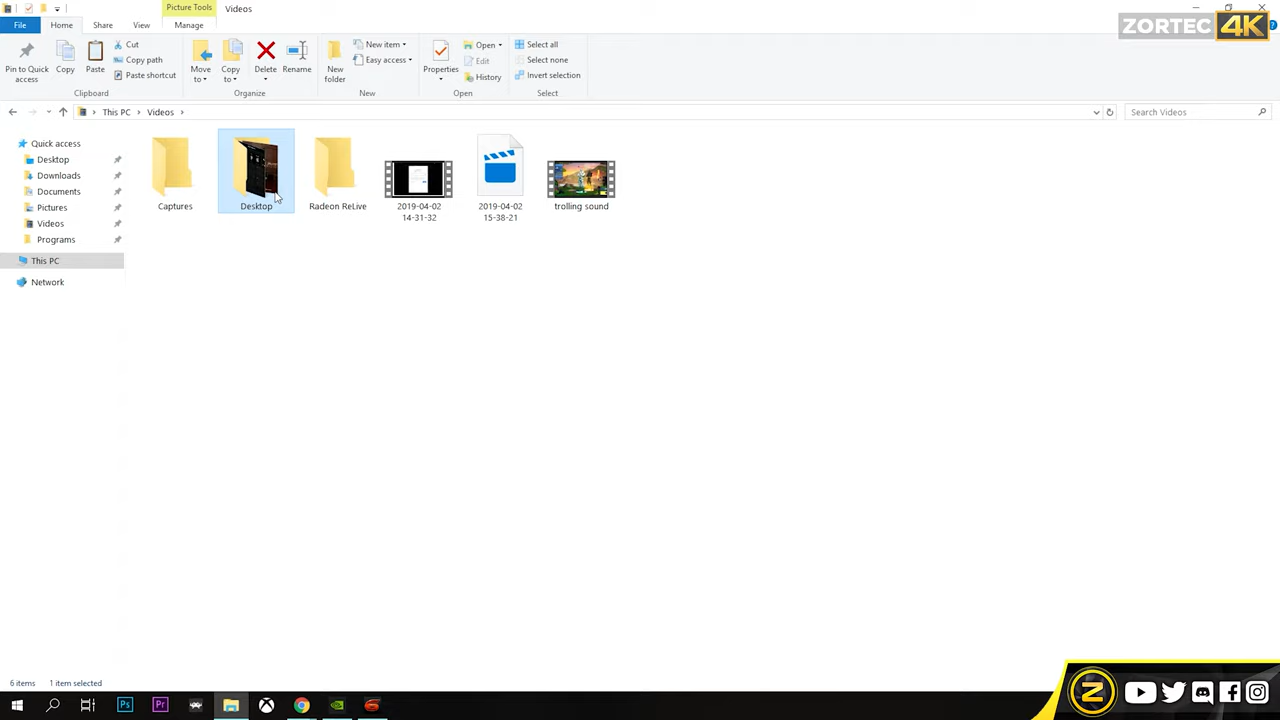 Picture Tools
Videos
File
Home
Share
View
Manage
ZORTEC 4K
Pin to Quick access
Copy
Paste
Cut
Copy path
Paste shortcut
Clipboard
Move to
Copy to
Delete
Rename
Organize
New folder
New item
Easy access
New
Properties
Open
Edit
History
Open
Select all
Select none
Invert selection
Select
This PC
Videos
Search Videos
Quick access
Desktop
Downloads
Documents
Pictures
Videos
Programs
This PC
Network
Captures
Desktop
Radeon ReLive
2019-04-02
14-31-32
2019-04-02
15-38-21
trolling sound
6 items
1 item selected
Ps
Pr
Z